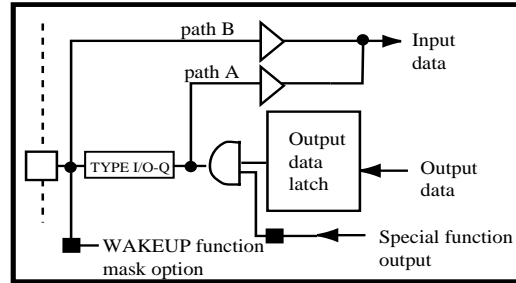 path B
Input
data
path A
TYPE I/O-Q
Output
data
latch
Output
data
WAKEUP function
mask option
Special function
output